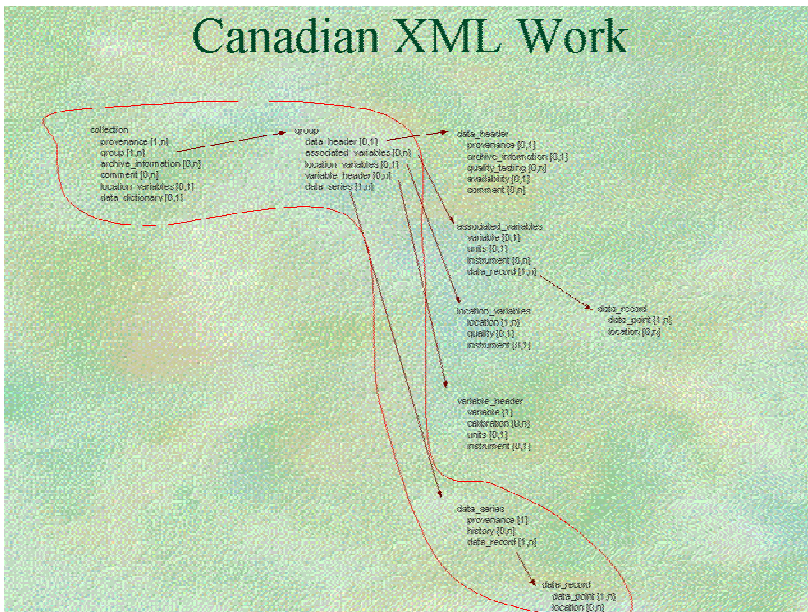 Canadian XML Work
collection
provenance [1,n]
group [1,n]
archive_information [0,n]
comment [0,n]
location_variables [0,1]
data_dictionary [0,1]
group
data_header [0,1]
associated_variables [0,n]
location_variables [0,1]
variable_header [0,n]
data_series [1,n]
data_header
provenance [0,1]
archive_information [0,1]
quality_testing [0,n]
availability [0,1]
comment [0,n]
associated_variables
variable [0,1]
units [0,1]
instrument [0,n]
data_record [1,n]
data_record
data_point [1,n]
location [0,n]
location_variables
location [1,n]
quality [0,1]
instrument [0,1]
variable_header
variable [1]
calibration [0,n]
units [0,1]
instrument [0,1]
data_series
provenance [1]
history [0,n]
data_record [1,n]
data_record
data_point [1,n]
location [0,n]